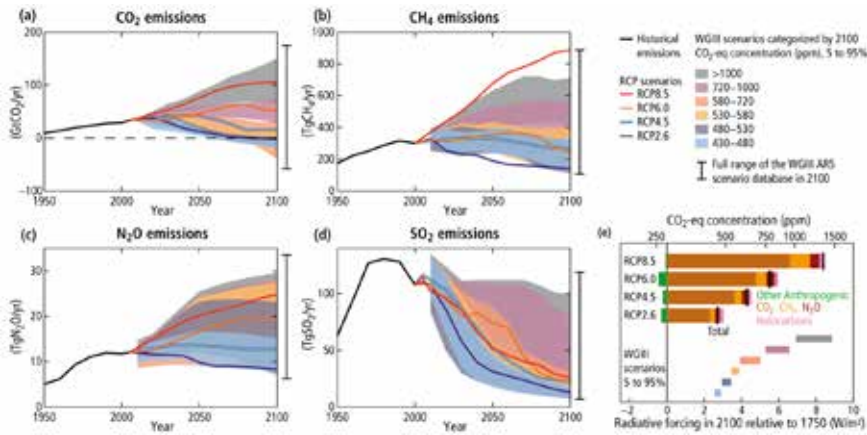 (a) CO2 emissions
(GtCO2/yr)
200
100
0
−100
1950 2000 2050 2100
Year
(b) CH4 emissions
(TgCH4/yr)
800
600
400
200
0
1950 2000 2050 2100
Year
Historical emissions
RCP scenarios
RCP8.5
RCP6.0
RCP4.5
RCP2.6
WGIII scenarios categorized by 2100
CO2-eq concentration (ppm), 5 to 95%
>1000
720−1000
580−720
530−580
480−530
430−480
Full range of the WGIII AR5
scenario database in 2100
(c) N2O emissions
(TgN2O/yr)
30
20
10
0
1950 2000 2050 2100
Year
(d) SO2 emissions
(TgSO2/yr)
100
50
0
1950 2000 2050 2100
Year
(e)
CO2-eq concentration (ppm)
250 500 750 1000 1500
RCP8.5
RCP6.0
RCP4.5
RCP2.6
Other Anthropogenic
CO2 CH4 N2O
Halocarbons
Total
WGIII
scenarios
5 to 95%
−2 0 2 4 6 8 10
Radiative forcing in 2100 relative to 1750 (W/m2)